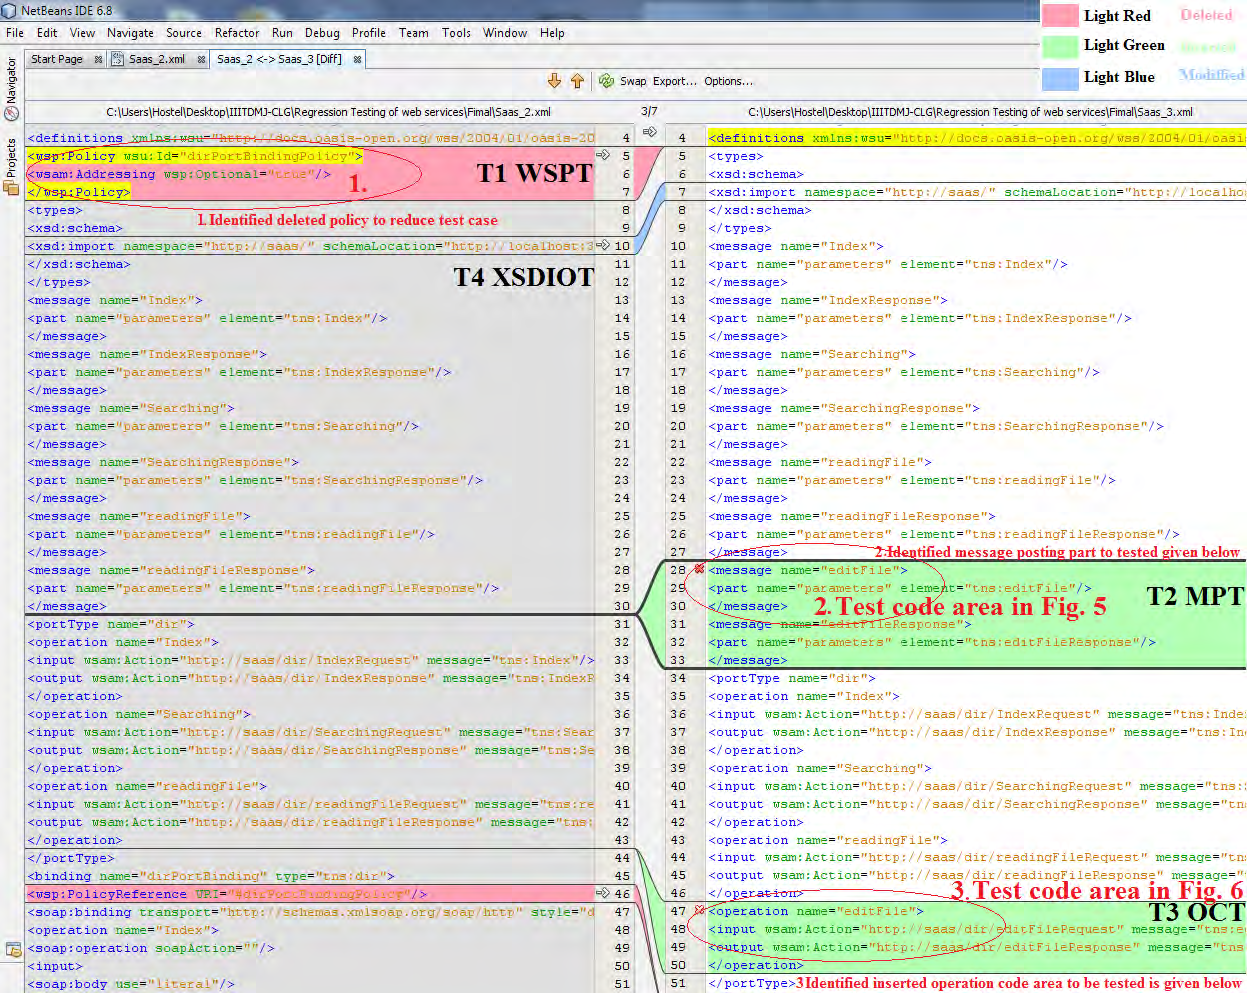 NetBeans IDE 6.8
File Edit View Navigate Source Refactor Run Debug Profile Team Tools Window Help
Light Red Deleted
Light Green Inserted
Light Blue Modified
Start Page Saas_2.xml Saas_2 <-> Saas_3 [Diff]
Swap Export... Options...
Navigator
Projects
C:\Users\Hostel\Desktop\IIITDMJ-CLG\Regression Testing of web services\Fimal\Saas_2.xml
3/7
C:\Users\Hostel\Desktop\IIITDMJ-CLG\Regression Testing of web services\Fimal\Saas_3.xml
<definitions xmlns:wsu="http://docs.oasis-open.org/wss/2004/01/oasis-20 4
<wsp:Policy wsu:Id="dirPortBindingPolicy"> 5
<wsam:Addressing wsp:Optional="true"/> 6
</wsp:Policy> 7
1.
T1 WSPT
<types> 8
1.Identified deleted policy to reduce test case
<xsd:schema> 9
<xsd:import namespace="http://saas/" schemaLocation="http://localhost:3 10
</xsd:schema> 11
</types> 12
T4 XSDIOT
<message name="Index"> 13
<part name="parameters" element="tns:Index"/> 14
</message> 15
<message name="IndexResponse"> 16
<part name="parameters" element="tns:IndexResponse"/> 17
</message> 18
<message name="Searching"> 19
<part name="parameters" element="tns:Searching"/> 20
</message> 21
<message name="SearchingResponse"> 22
<part name="parameters" element="tns:SearchingResponse"/> 23
</message> 24
<message name="readingFile"> 25
<part name="parameters" element="tns:readingFile"/> 26
</message> 27
<message name="readingFileResponse"> 28
<part name="parameters" element="tns:readingFileResponse"/> 29
</message> 30
<portType name="dir"> 31
<operation name="Index"> 32
<input wsam:Action="http://saas/dir/IndexRequest" message="tns:Index"/> 33
<output wsam:Action="http://saas/dir/IndexResponse" message="tns:IndexR 34
</operation> 35
<operation name="Searching"> 36
<input wsam:Action="http://saas/dir/SearchingRequest" message="tns:Sear 37
<output wsam:Action="http://saas/dir/SearchingResponse" message="tns:Se 38
</operation> 39
<operation name="readingFile"> 40
<input wsam:Action="http://saas/dir/readingFileRequest" message="tns:re 41
<output wsam:Action="http://saas/dir/readingFileResponse" message="tns: 42
</operation> 43
</portType> 44
<binding name="dirPortBinding" type="tns:dir"> 45
<wsp:PolicyReference URI="#dirPortBindingPolicy"/> 46
<soap:binding transport="http://schemas.xmlsoap.org/soap/http" style="d 47
<operation name="Index"> 48
<soap:operation soapAction=""/> 49
<input> 50
<soap:body use="literal"/> 51
4 <definitions xmlns:wsu="http://docs.oasis-open.org/wss/2004/01/oasis
5 <types>
6 <xsd:schema>
7 <xsd:import namespace="http://saas/" schemaLocation="http://localho
8 </xsd:schema>
9 </types>
10 <message name="Index">
11 <part name="parameters" element="tns:Index"/>
12 </message>
13 <message name="IndexResponse">
14 <part name="parameters" element="tns:IndexResponse"/>
15 </message>
16 <message name="Searching">
17 <part name="parameters" element="tns:Searching"/>
18 </message>
19 <message name="SearchingResponse">
20 <part name="parameters" element="tns:SearchingResponse"/>
21 </message>
22 <message name="readingFile">
23 <part name="parameters" element="tns:readingFile"/>
24 </message>
25 <message name="readingFileResponse">
26 <part name="parameters" element="tns:readingFileResponse"/>
27 </message>
2.Identified message posting part to tested given below
28 <message name="editFile">
29 <part name="parameters" element="tns:editFile"/>
T2 MPT
30 </message>
2. Test code area in Fig. 5
31 <message name="editFileResponse">
32 <part name="parameters" element="tns:editFileResponse"/>
33 </message>
34 <portType name="dir">
35 <operation name="Index">
36 <input wsam:Action="http://saas/dir/IndexRequest" message="tns:Inde
37 <output wsam:Action="http://saas/dir/IndexResponse" message="tns:In
38 </operation>
39 <operation name="Searching">
40 <input wsam:Action="http://saas/dir/SearchingRequest" message="tns:S
41 <output wsam:Action="http://saas/dir/SearchingResponse" message="tns
42 </operation>
43 <operation name="readingFile">
44 <input wsam:Action="http://saas/dir/readingFileRequest" message="tns
45 <output wsam:Action="http://saas/dir/readingFileResponse" message="t
46 </operation>
3. Test code area in Fig. 6
47 <operation name="editFile">
T3 OCT
48 <input wsam:Action="http://saas/dir/editFileRequest" message="tns:e
49 <output wsam:Action="http://saas/dir/editFileResponse" message="tns
50 </operation>
51 </portType>
3Identified inserted operation code area to be tested is given below